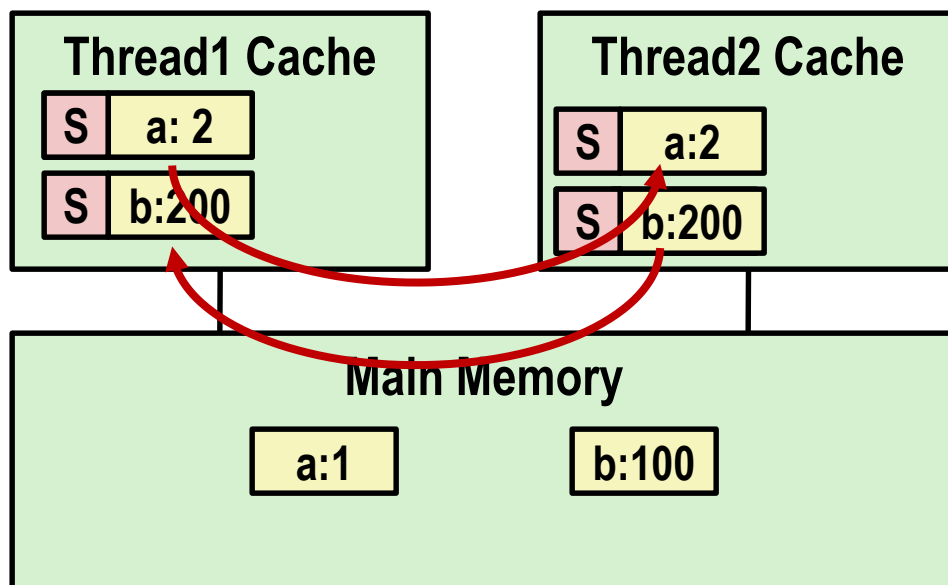 Thread1 Cache
S a: 2
S b:200
Thread2 Cache
S a:2
S b:200
Main Memory
a:1 b:100